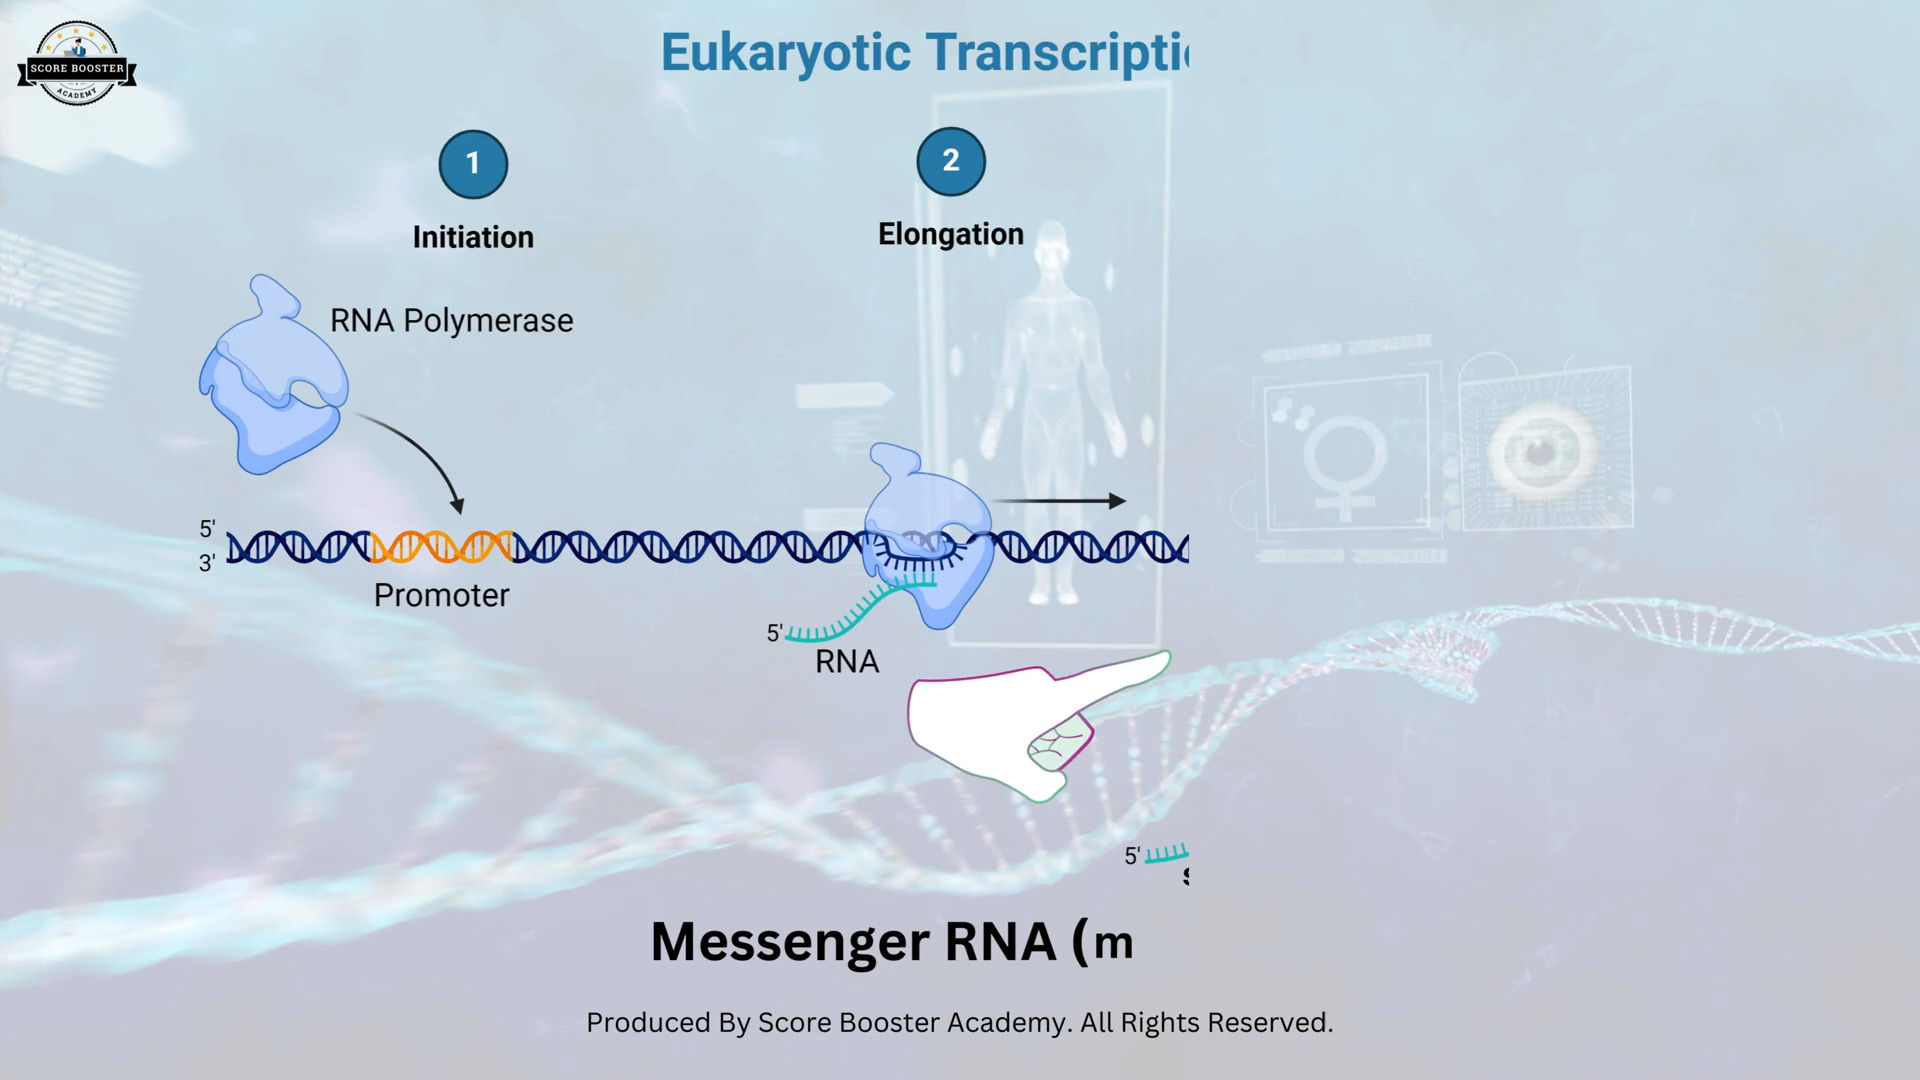 SCORE BOOSTER
ACADEMY
Eukaryotic Transcripti
1
2
Initiation
Elongation
RNA Polymerase
5'
3'
Promoter
5'
RNA
5'
Messenger RNA (m
Produced By Score Booster Academy. All Rights Reserved.